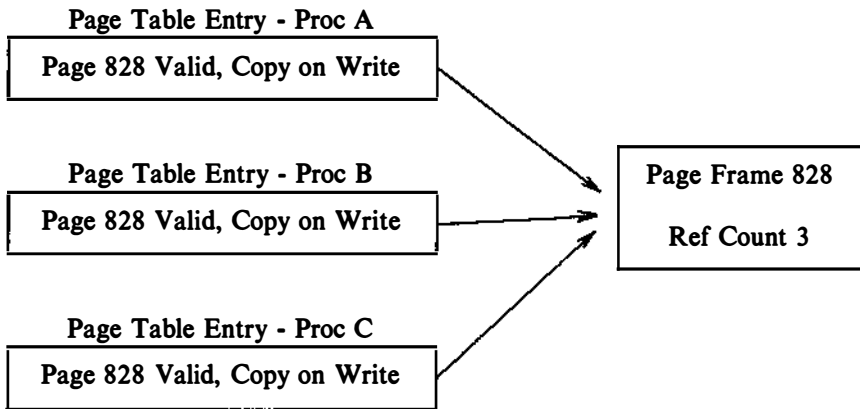 Page Table Entry - Proc A
Page 828 Valid, Copy on Write
Page Table Entry - Proc B
Page 828 Valid, Copy on Write
Page Frame 828
Ref Count 3
Page Table Entry - Proc C
Page 828 Valid, Copy on Write